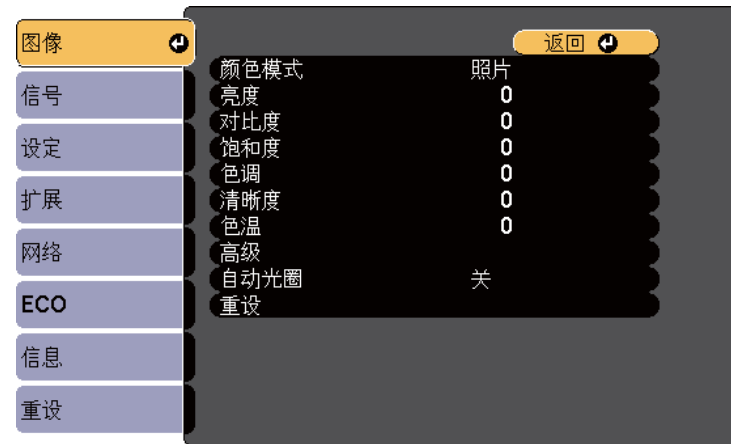 图像
信号
设定
扩展
网络
ECO
信息
重设
返回
颜色模式 照片
亮度 0
对比度 0
饱和度 0
色调 0
清晰度 0
色温 0
高级
自动光圈 关
重设